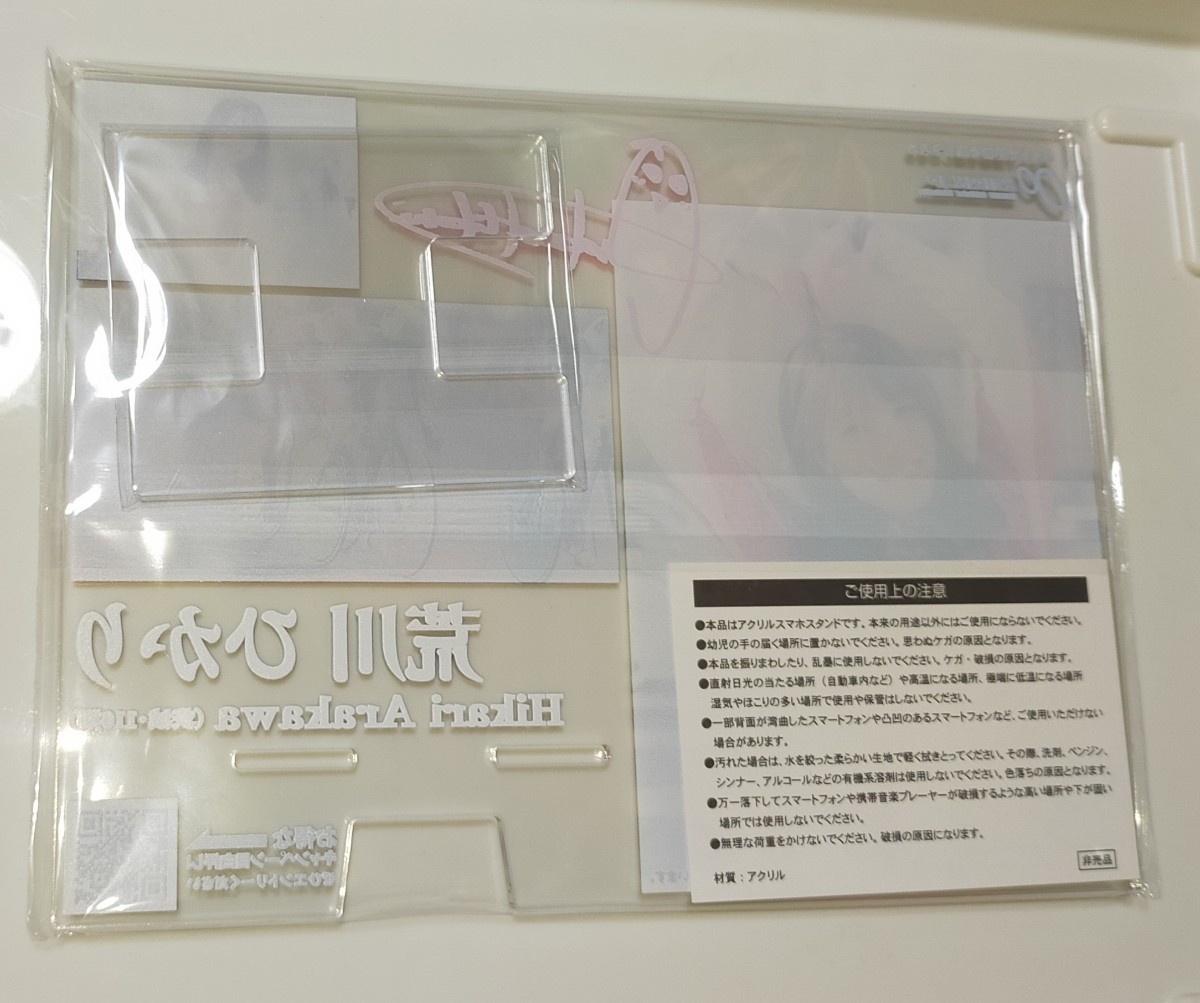 荒川 ひかり
Hikari Arakawa
ご使用上の注意
●本品はアクリルスマホスタンドです。本来の用途以外にはご使用にならないでください。
●幼児の手の届く場所に置かないでください。思わぬケガの原因となります。
●本品を振りまわしたり、乱暴に使用しないでください。ケガ・破損の原因となります。
●直射日光の当たる場所（自動車内など）や高温になる場所、極端に低温になる場所
湿気やほこりの多い場所で使用や保管はしないでください。
●一部背面が湾曲したスマートフォンや凸凹のあるスマートフォンなど、ご使用いただけない
場合があります。
●汚れた場合は、水を絞った柔らかい生地で軽く拭きとってください。その際、洗剤、ベンジン、
シンナー、アルコールなどの有機系溶剤は使用しないでください。色落ちの原因となります。
●万一落下してスマートフォンや携帯音楽プレーヤーが破損するような高い場所や下が固い
場所では使用しないでください。
●無理な荷重をかけないでください。破損の原因になります。
材質：アクリル
非売品